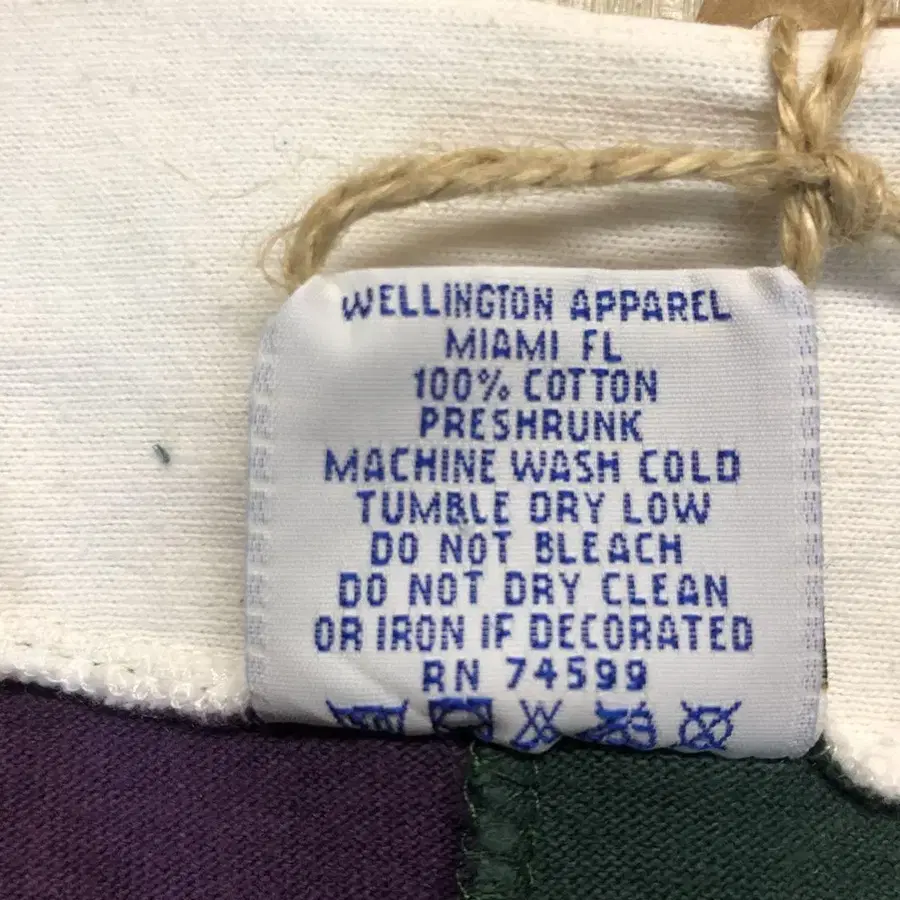 WELLINGTON APPAREL
MIAMI FL
100% COTTON
PRESHRUNK
MACHINE WASH COLD
TUMBLE DRY LOW
DO NOT BLEACH
DO NOT DRY CLEAN
OR IRON IF DECORATED
RN 74599